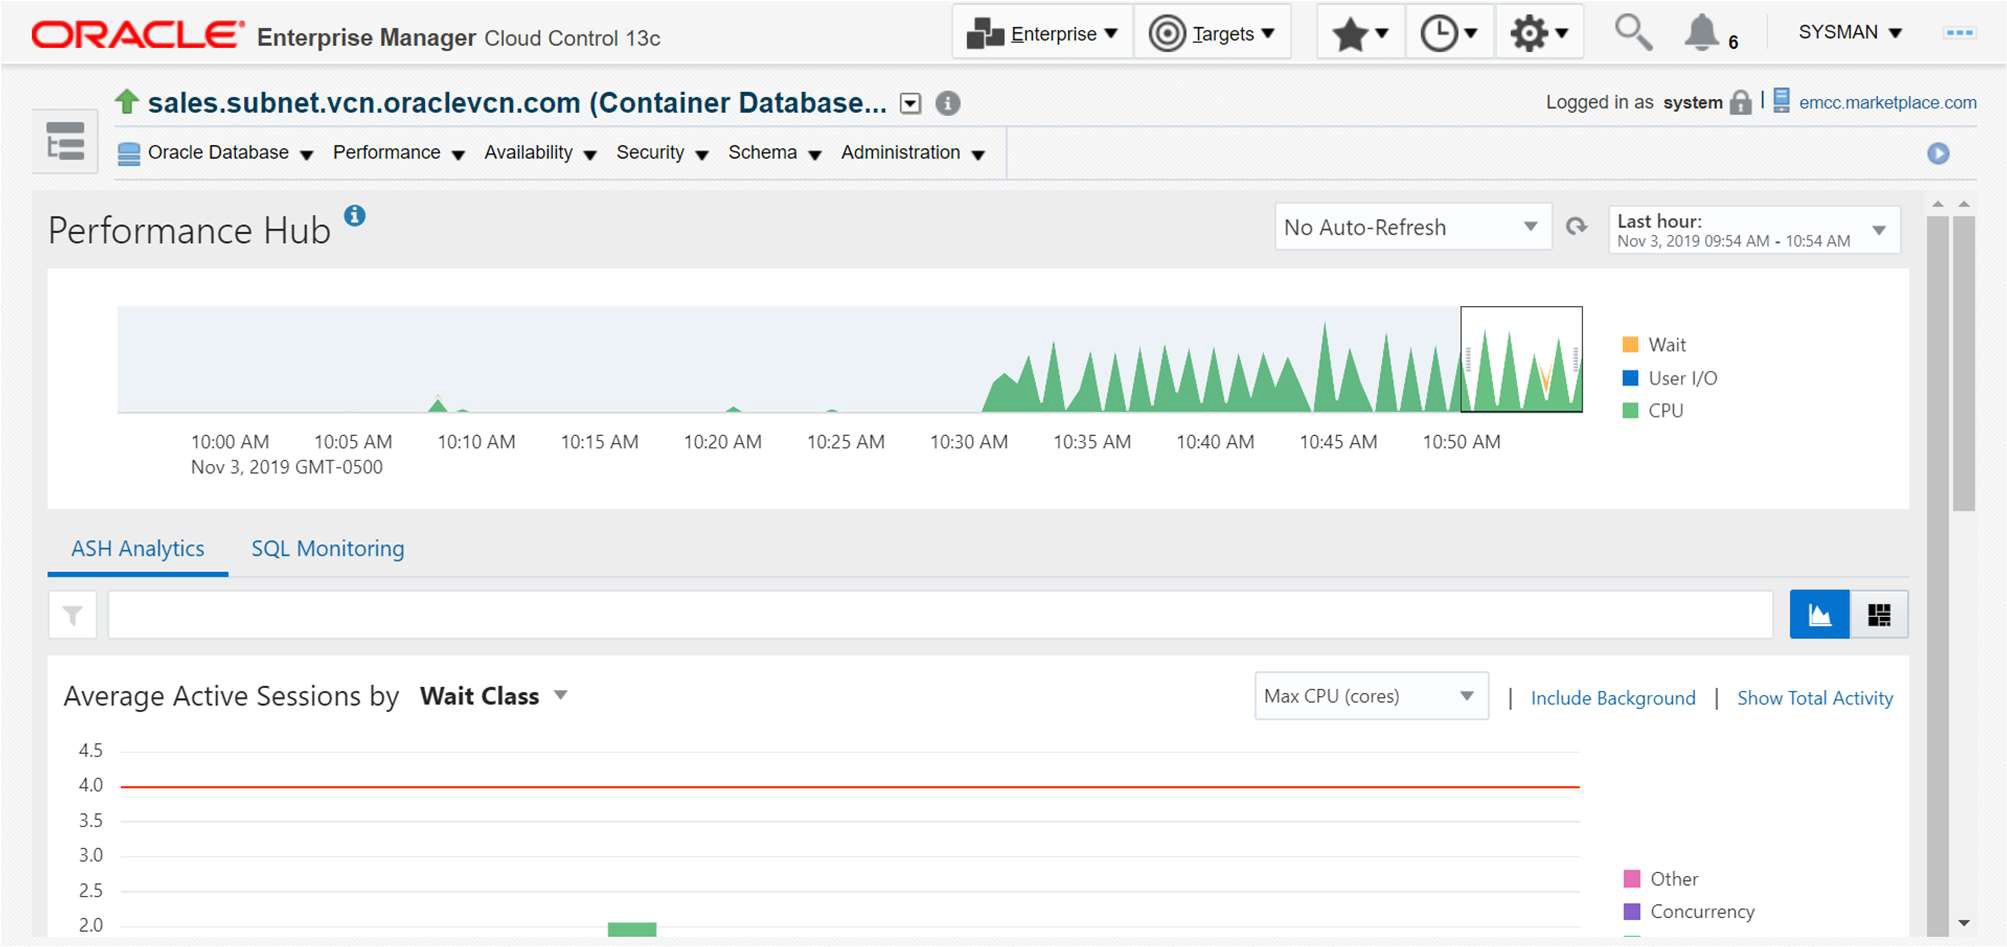 ORACLE Enterprise Manager Cloud Control 13c
Enterprise Targets 6 SYSMAN
sales.subnet.vcn.oraclevcn.com (Container Database...
Logged in as system emcc.marketplace.com
Oracle Database Performance Availability Security Schema Administration
Performance Hub
No Auto-Refresh
Last hour:
Nov 3, 2019 09:54 AM - 10:54 AM
Wait
User I/O
CPU
10:00 AM 10:05 AM 10:10 AM 10:15 AM 10:20 AM 10:25 AM 10:30 AM 10:35 AM 10:40 AM 10:45 AM 10:50 AM
Nov 3, 2019 GMT-0500
ASH Analytics SQL Monitoring
Average Active Sessions by Wait Class
Max CPU (cores) | Include Background | Show Total Activity
4.5
4.0
3.5
3.0
2.5
2.0
Other
Concurrency